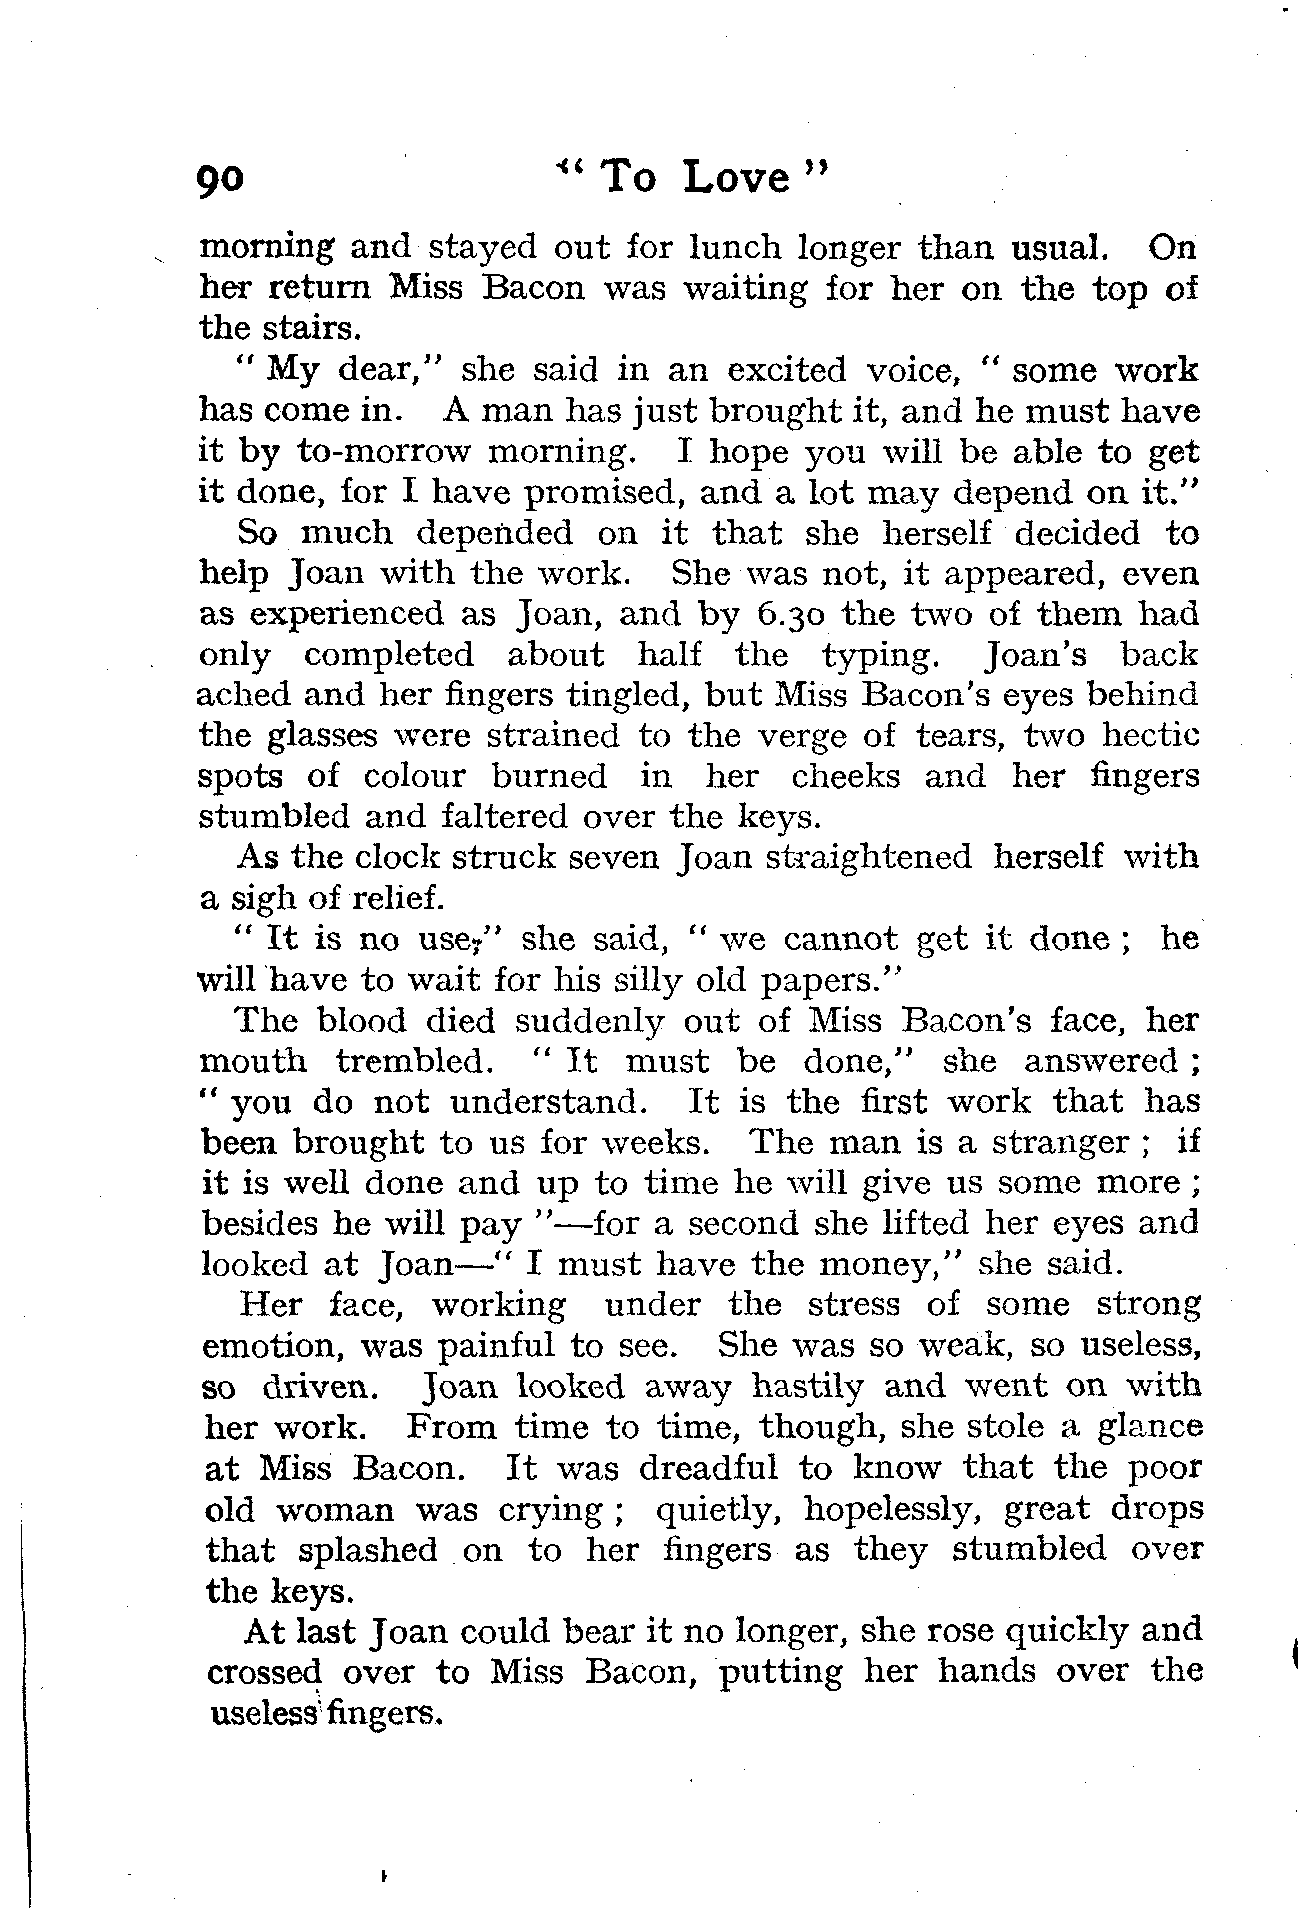 90 “ To Love ”
morning and stayed out for lunch longer than usual. On
her return Miss Bacon was waiting for her on the top of
the stairs.
“ My dear,” she said in an excited voice, “ some work
has come in. A man has just brought it, and he must have
it by to-morrow morning. I hope you will be able to get
it done, for I have promised, and a lot may depend on it.”
So much depended on it that she herself decided to
help Joan with the work. She was not, it appeared, even
as experienced as Joan, and by 6.30 the two of them had
only completed about half the typing. Joan’s back
ached and her fingers tingled, but Miss Bacon’s eyes behind
the glasses were strained to the verge of tears, two hectic
spots of colour burned in her cheeks and her fingers
stumbled and faltered over the keys.
As the clock struck seven Joan straightened herself with
a sigh of relief.
“ It is no use,” she said, “ we cannot get it done ; he
will have to wait for his silly old papers.”
The blood died suddenly out of Miss Bacon’s face, her
mouth trembled. “ It must be done,” she answered ;
“ you do not understand. It is the first work that has
been brought to us for weeks. The man is a stranger ; if
it is well done and up to time he will give us some more ;
besides he will pay ”—for a second she lifted her eyes and
looked at Joan—“ I must have the money,” she said.
Her face, working under the stress of some strong
emotion, was painful to see. She was so weak, so useless,
so driven. Joan looked away hastily and went on with
her work. From time to time, though, she stole a glance
at Miss Bacon. It was dreadful to know that the poor
old woman was crying ; quietly, hopelessly, great drops
that splashed on to her fingers as they stumbled over
the keys.
At last Joan could bear it no longer, she rose quickly and
crossed over to Miss Bacon, putting her hands over the
useless fingers.